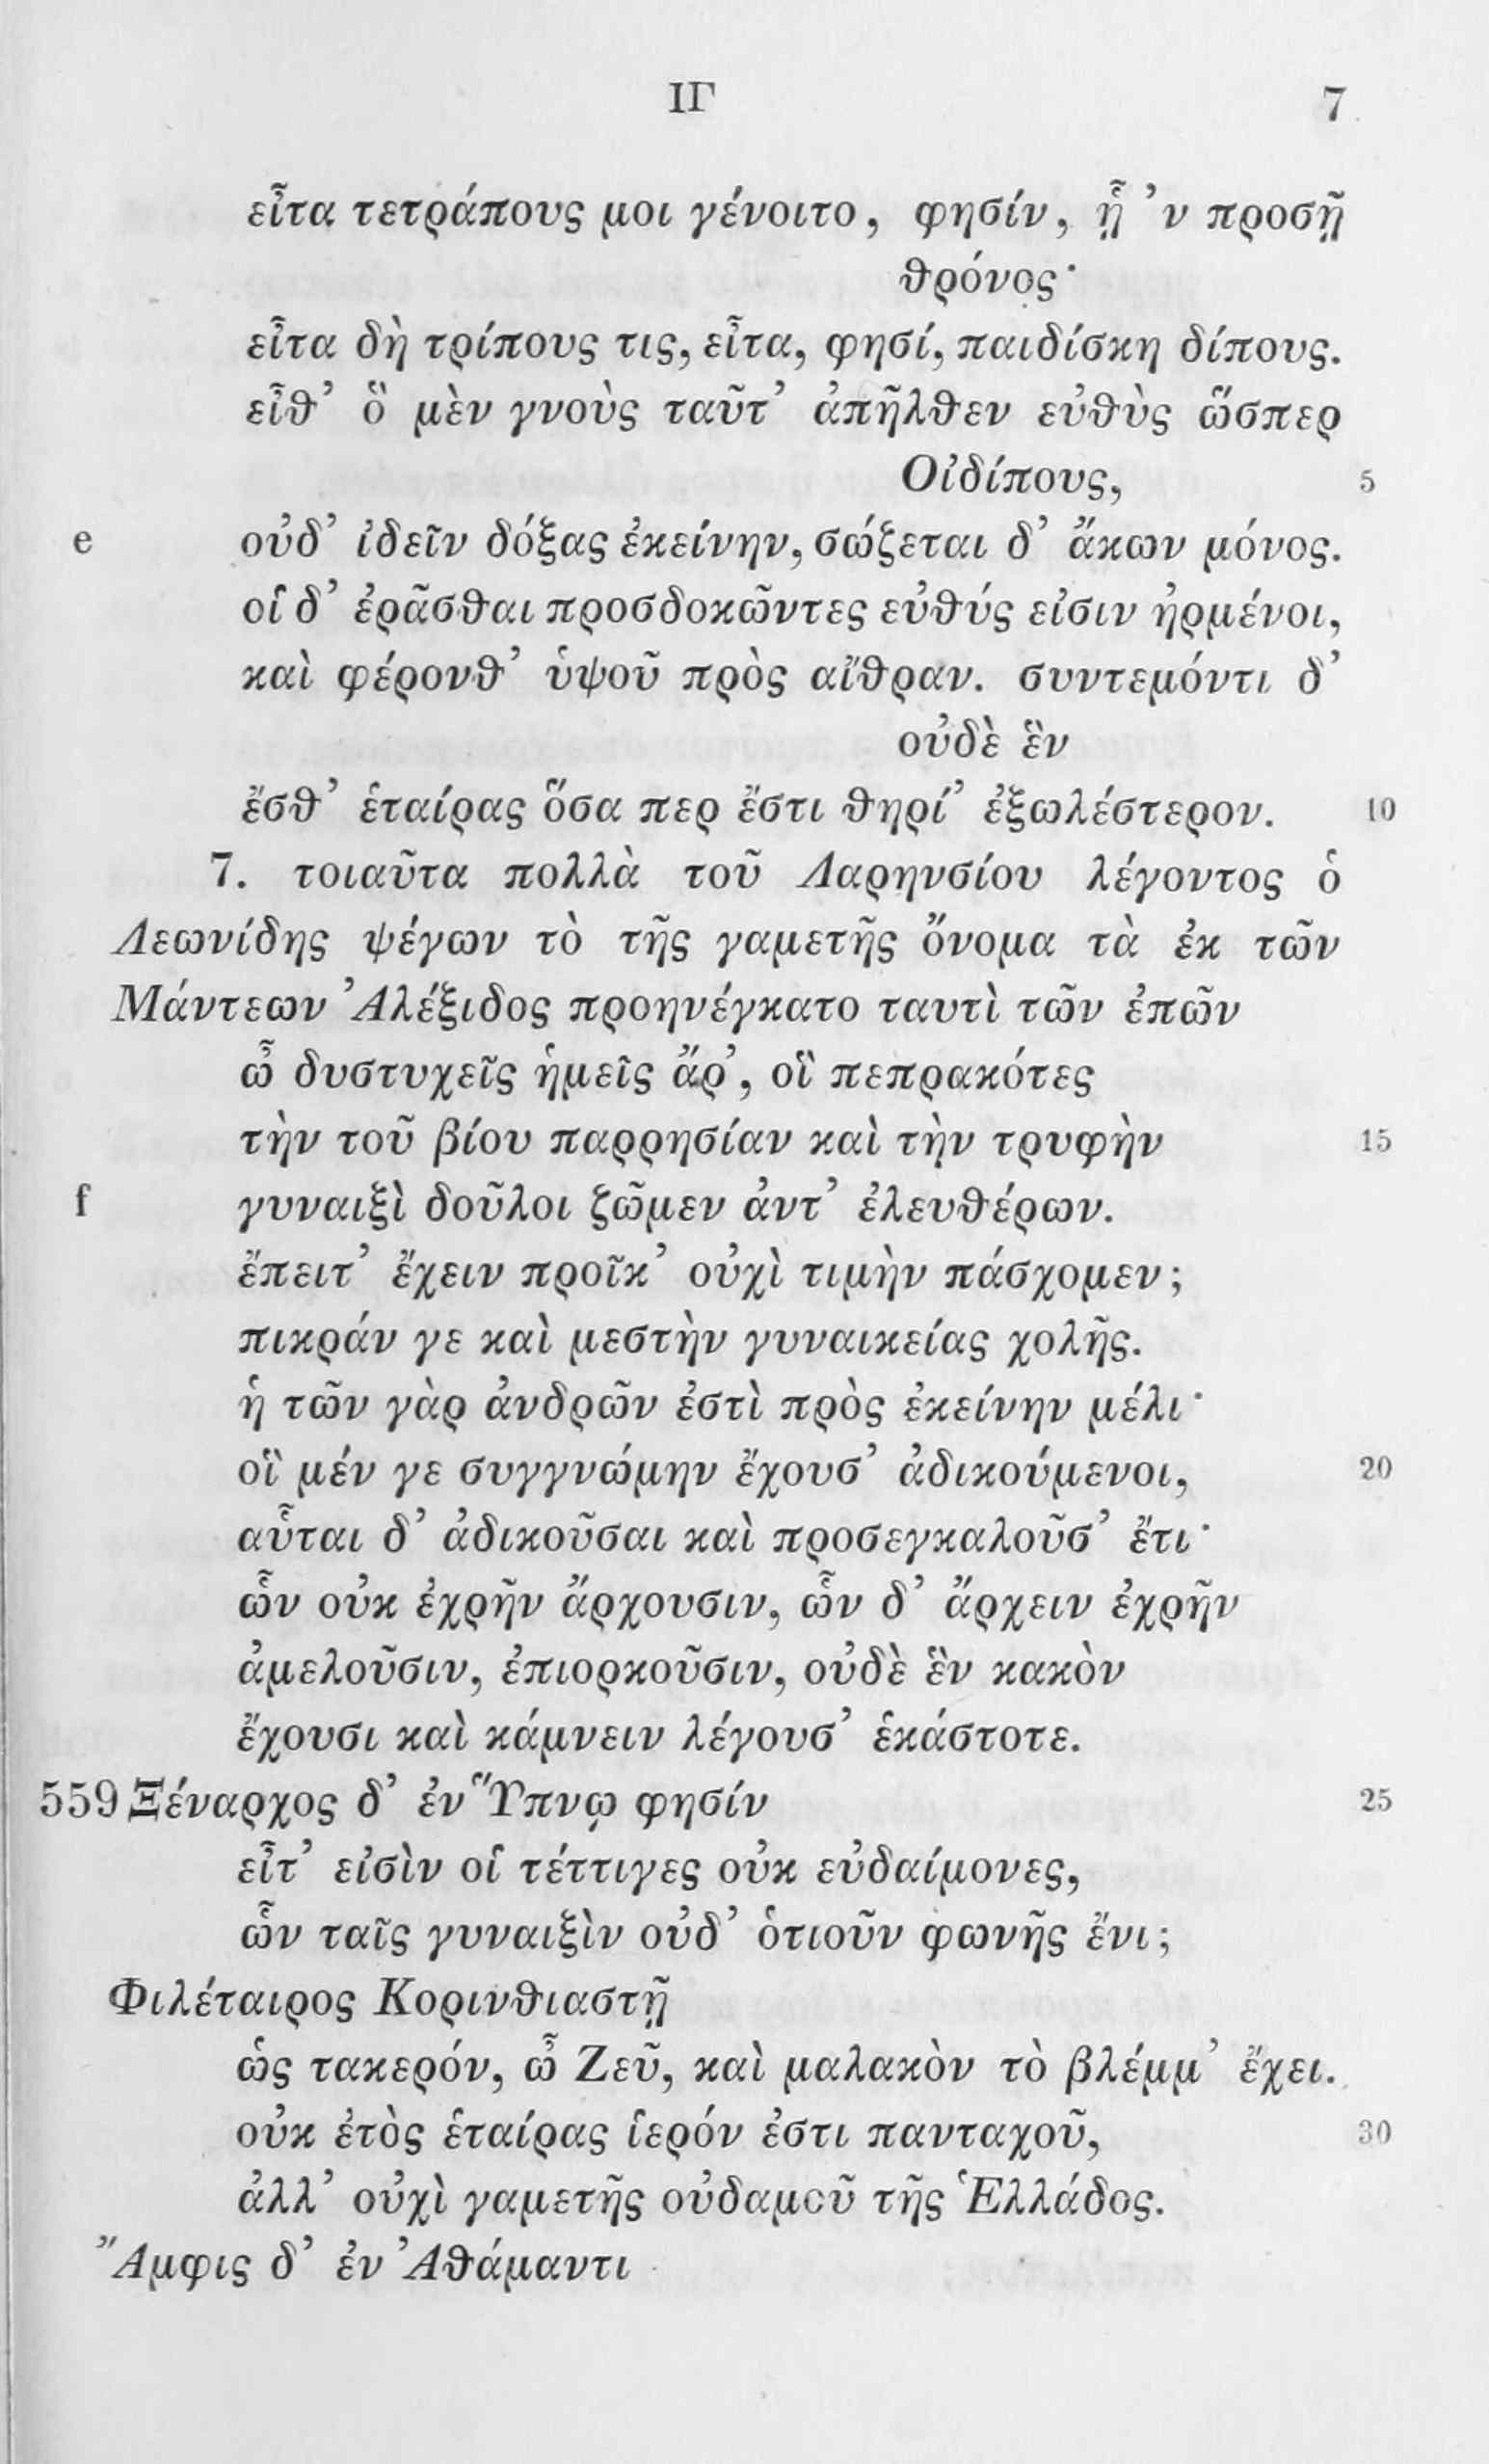 ΙΓ 7
εἶτα τετράπους μοι γένοιτο, φησίν, ᾖ ’ν προσῇ
θρόνος·
εἶτα δὴ τρίπους τις, εἶτα, φησί, παιδίσκη δίπους.
εἶθ’ ὃ μὲν γνοὺς ταῦτ’ ἀπῆλθεν εὐθὺς ὥσπερ
Οἰδίπους, 5
e οὐδ’ ἰδεῖν δόξας ἐκείνην, σώζεται δ’ ἄκων μόνος.
οἱ δ’ ἐρᾶσθαι προσδοκῶντες εὐθύς εἰσιν ἠρμένοι,
καὶ φέρονθ’ ὑψοῦ πρὸς αἴθραν. συντεμόντι δ’
οὐδὲ ἓν
ἔσθ’ ἑταίρας ὅσα περ ἔστι θηρί’ ἐξωλέστερον. 10
7. τοιαῦτα πολλὰ τοῦ Λαρηνσίου λέγοντος ὁ
Λεωνίδης ψέγων τὸ τῆς γαμετῆς ὄνομα τὰ ἐκ τῶν
Μάντεων Ἀλέξιδος προηνέγκατο ταυτὶ τῶν ἐπῶν
ὦ δυστυχεῖς ἡμεῖς ἄρ’, οἳ πεπρακότες
τὴν τοῦ βίου παρρησίαν καὶ τὴν τρυφὴν 15
f γυναιξὶ δοῦλοι ζῶμεν ἀντ’ ἐλευθέρων.
ἔπειτ’ ἔχειν προῖκ’ οὐχὶ τιμὴν πάσχομεν;
πικράν γε καὶ μεστὴν γυναικείας χολῆς.
ἡ τῶν γὰρ ἀνδρῶν ἐστὶ πρὸς ἐκείνην μέλι·
οἳ μέν γε συγγνώμην ἔχουσ’ ἀδικούμενοι, 20
αὗται δ’ ἀδικοῦσαι καὶ προσεγκαλοῦσ’ ἔτι·
ὧν οὐκ ἐχρῆν ἄρχουσιν, ὧν δ’ ἄρχειν ἐχρῆν
ἀμελοῦσιν, ἐπιορκοῦσιν, οὐδὲ ἓν κακὸν
ἔχουσι καὶ κάμνειν λέγουσ’ ἑκάστοτε.
559 Ξέναρχος δ’ ἐν Ὕπνῳ φησίν 25
εἶτ’ εἰσὶν οἱ τέττιγες οὐκ εὐδαίμονες,
ὧν ταῖς γυναιξὶν οὐδ’ ὁτιοῦν φωνῆς ἔνι;
Φιλέταιρος Κορινθιαστῇ
ὡς τακερόν, ὦ Ζεῦ, καὶ μαλακὸν τὸ βλέμμ’ ἔχει.
οὐκ ἐτὸς ἑταίρας ἱερόν ἐστι πανταχοῦ, 30
ἀλλ’ οὐχὶ γαμετῆς οὐδαμοῦ τῆς Ἑλλάδος.
Ἄμφις δ’ ἐν Ἀθάμαντι